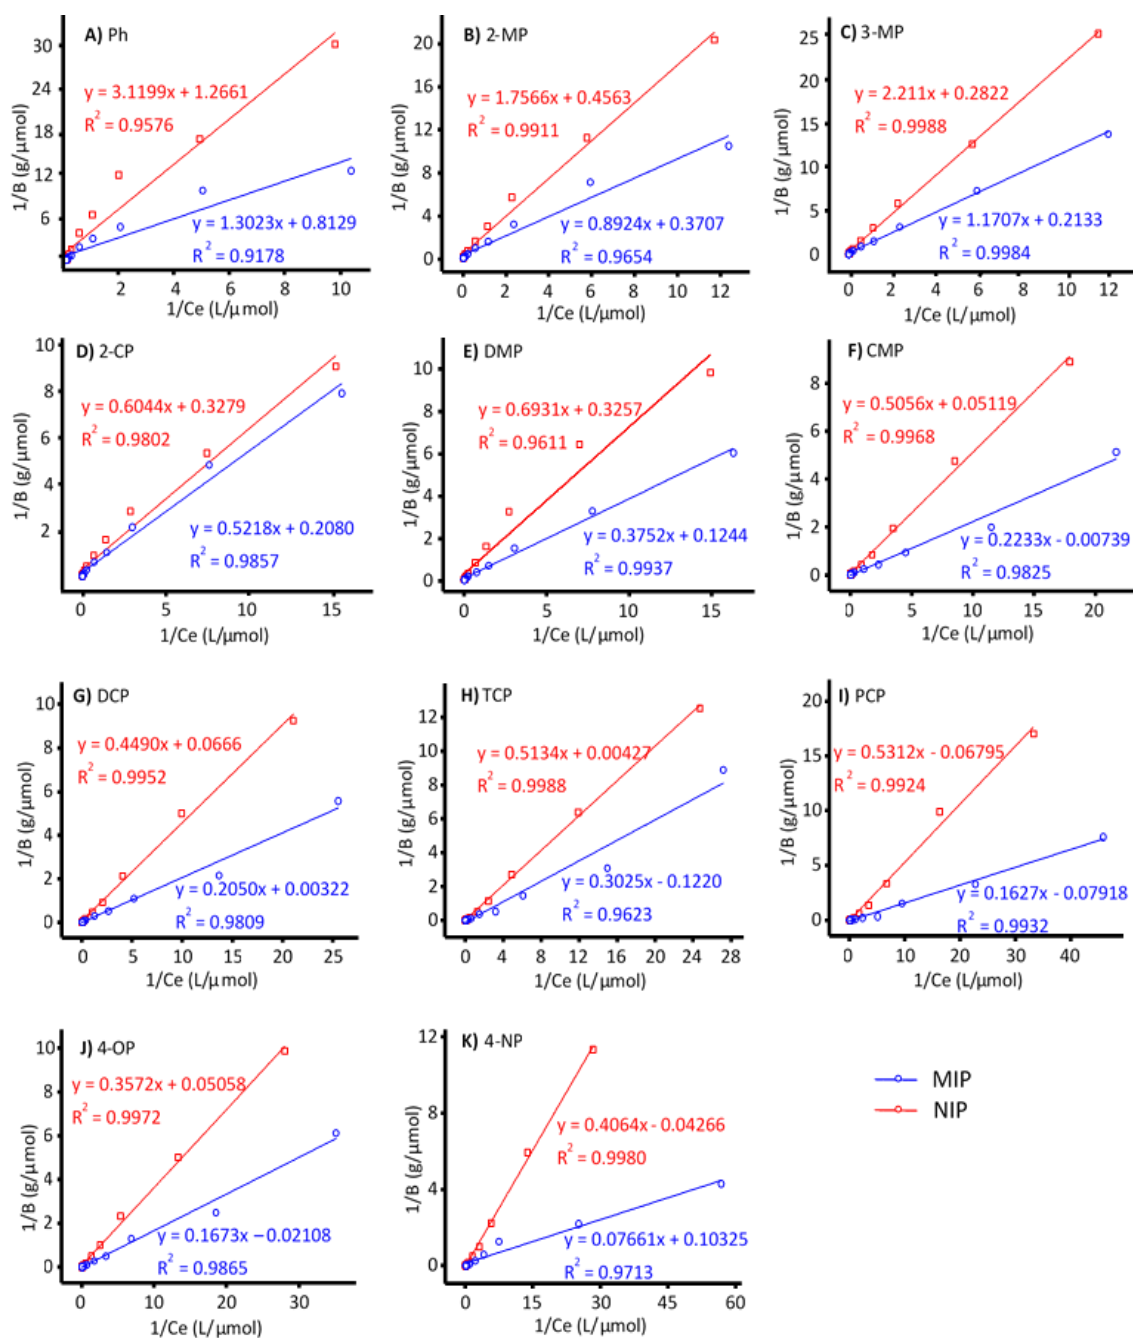 A) Ph
30
24
18
12
6
y = 3.1199x + 1.2661
R² = 0.9576
y = 1.3023x + 0.8129
R² = 0.9178
2 4 6 8 10
1/B (g/μmol)
1/Ce (L/μmol)
B) 2-MP
20
16
12
8
4
0
y = 1.7566x + 0.4563
R² = 0.9911
y = 0.8924x + 0.3707
R² = 0.9654
0 2 4 6 8 10 12
1/B (g/μmol)
1/Ce (L/μmol)
C) 3-MP
25
20
15
10
5
0
y = 2.211x + 0.2822
R² = 0.9988
y = 1.1707x + 0.2133
R² = 0.9984
0 2 4 6 8 10 12
1/B (g/μmol)
1/Ce (L/μmol)
D) 2-CP
10
8
6
4
2
y = 0.6044x + 0.3279
R² = 0.9802
y = 0.5218x + 0.2080
R² = 0.9857
0 5 10 15
1/B (g/μmol)
1/Ce (L/μmol)
E) DMP
10
8
6
4
2
0
y = 0.6931x + 0.3257
R² = 0.9611
y = 0.3752x + 0.1244
R² = 0.9937
0 5 10 15
1/B (g/μmol)
1/Ce (L/μmol)
F) CMP
8
6
4
2
0
y = 0.5056x + 0.05119
R² = 0.9968
y = 0.2233x - 0.00739
R² = 0.9825
0 5 10 15 20
1/B (g/μmol)
1/Ce (L/μmol)
G) DCP
10
8
6
4
2
0
y = 0.4490x + 0.0666
R² = 0.9952
y = 0.2050x + 0.00322
R² = 0.9809
0 5 10 15 20 25
1/B (g/μmol)
1/Ce (L/μmol)
H) TCP
12
10
8
6
4
2
0
y = 0.5134x + 0.00427
R² = 0.9988
y = 0.3025x - 0.1220
R² = 0.9623
0 4 8 12 16 20 24 28
1/B (g/μmol)
1/Ce (L/μmol)
I) PCP
20
15
10
5
0
y = 0.5312x - 0.06795
R² = 0.9924
y = 0.1627x - 0.07918
R² = 0.9932
0 10 20 30 40
1/B (g/μmol)
1/Ce (L/μmol)
J) 4-OP
10
8
6
4
2
0
y = 0.3572x + 0.05058
R² = 0.9972
y = 0.1673x − 0.02108
R² = 0.9865
0 10 20 30
1/B (g/μmol)
1/Ce (L/μmol)
K) 4-NP
12
8
4
0
y = 0.4064x - 0.04266
R² = 0.9980
y = 0.07661x + 0.10325
R² = 0.9713
0 15 30 45 60
1/B (g/μmol)
1/Ce (L/μmol)
MIP
NIP